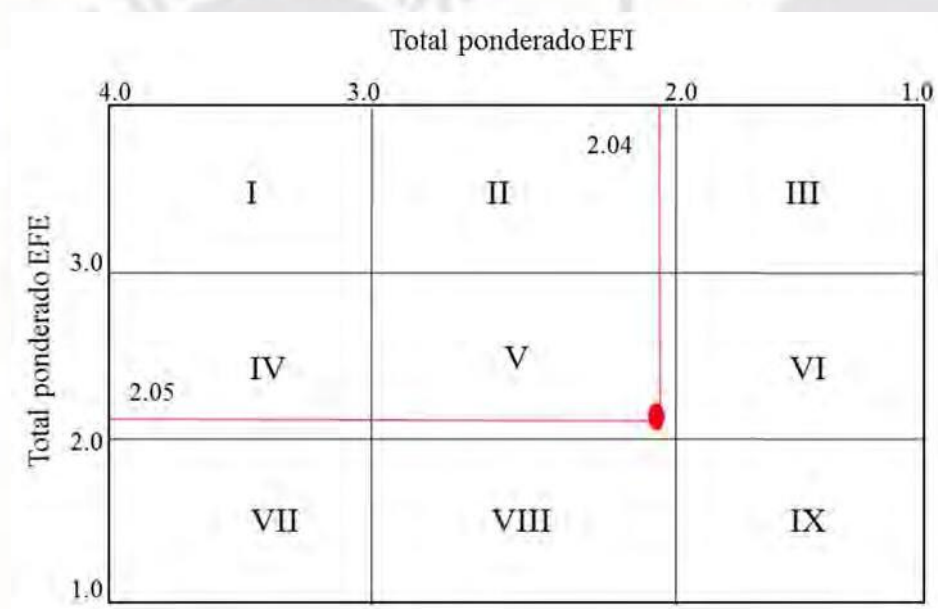 Total ponderado EFI
4.0 3.0 2.0 1.0
2.04
I II III
Total ponderado EFE
3.0
IV V VI
2.05
2.0
VII VIII IX
1.0